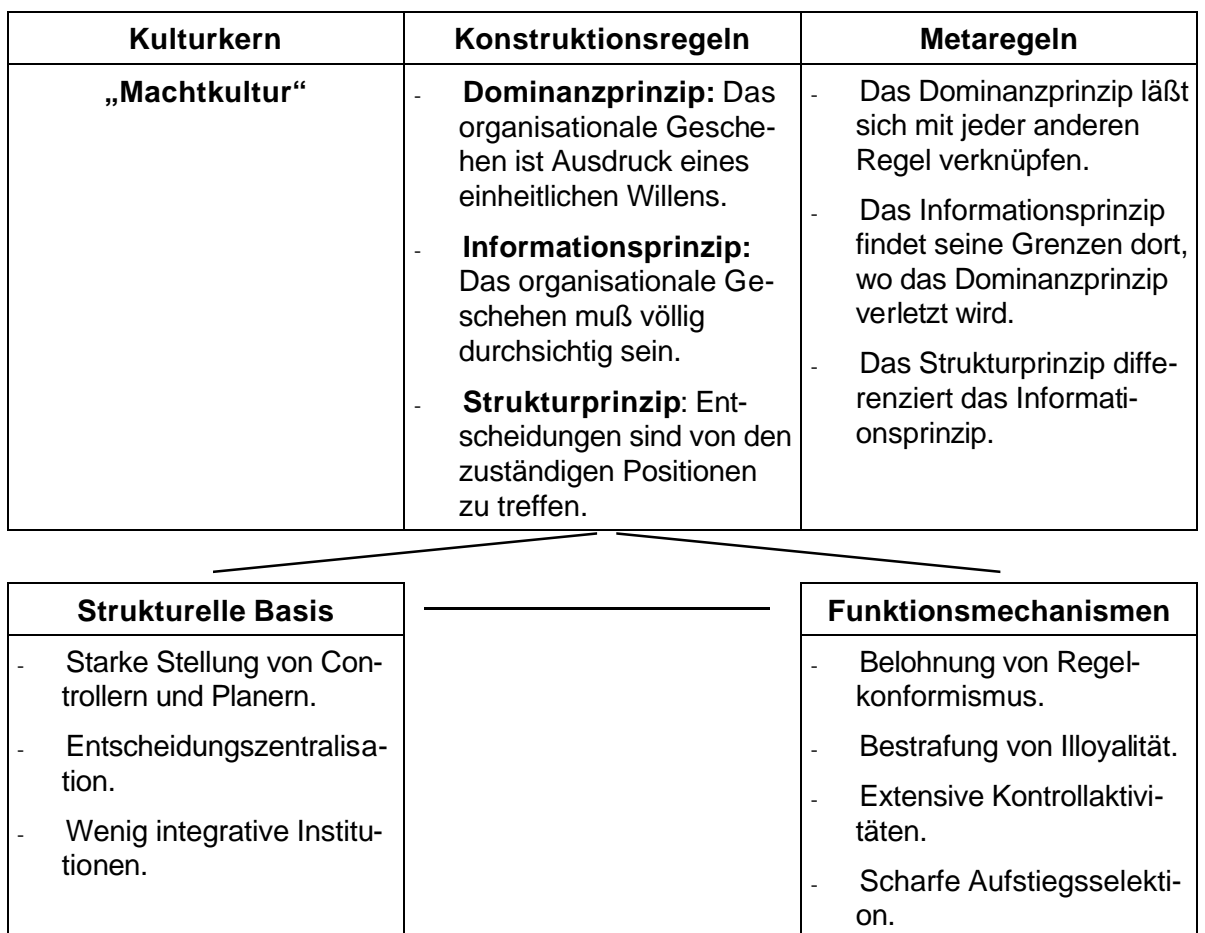 Kulturkern
Konstruktionsregeln
Metaregeln
„Machtkultur“
- Dominanzprinzip: Das
organisationale Gesche-
hen ist Ausdruck eines
einheitlichen Willens.
- Informationsprinzip:
Das organisationale Ge-
schehen muß völlig
durchsichtig sein.
- Strukturprinzip: Ent-
scheidungen sind von den
zuständigen Positionen
zu treffen.
- Das Dominanzprinzip läßt
sich mit jeder anderen
Regel verknüpfen.
- Das Informationsprinzip
findet seine Grenzen dort,
wo das Dominanzprinzip
verletzt wird.
- Das Strukturprinzip diffe-
renziert das Informati-
onsprinzip.
Strukturelle Basis
- Starke Stellung von Con-
trollern und Planern.
- Entscheidungszentralisa-
tion.
- Wenig integrative Institu-
tionen.
Funktionsmechanismen
- Belohnung von Regel-
konformismus.
- Bestrafung von Illoyalität.
- Extensive Kontrollaktivi-
täten.
- Scharfe Aufstiegsselekti-
on.